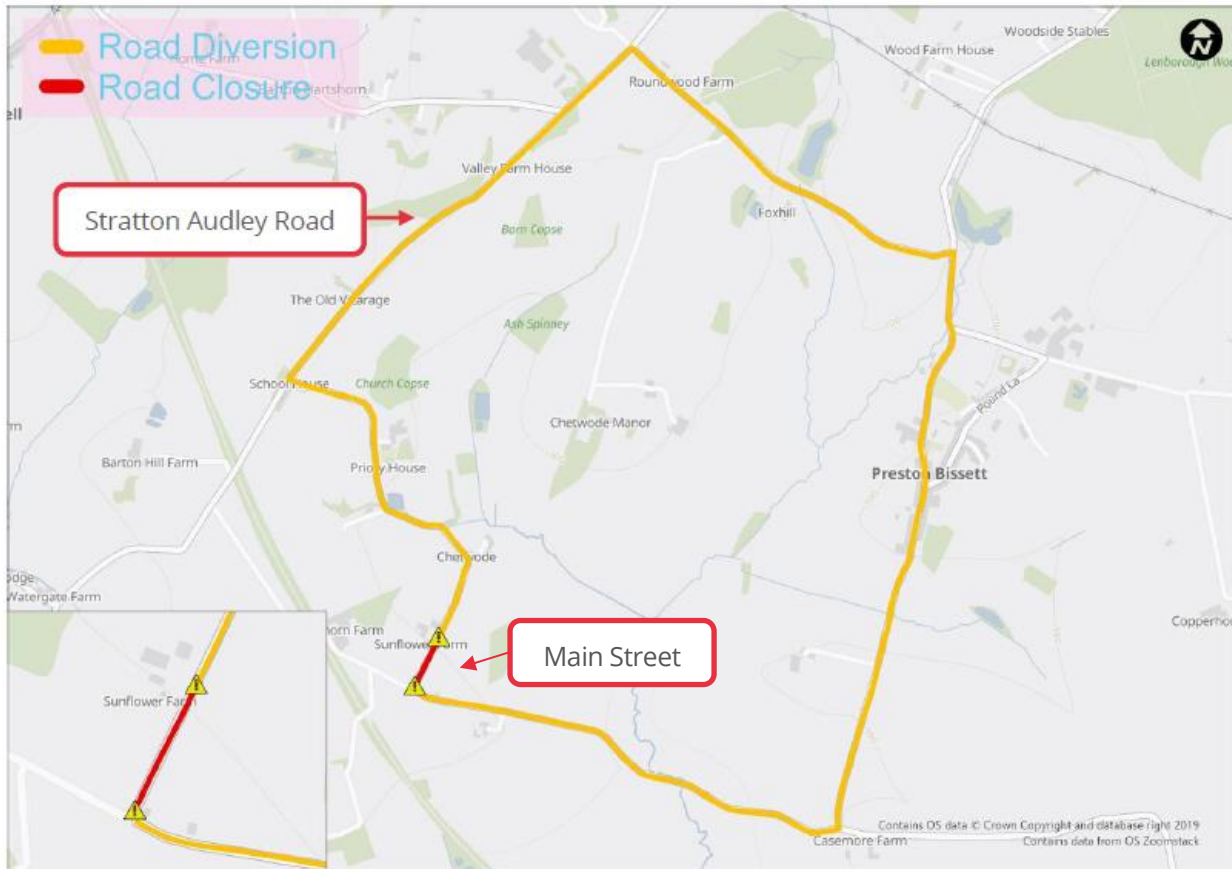 Road Diversion
Road Closure
Woodside Stables
Wood Farm House
N
Roundwood Farm
Valley Farm House
Stratton Audley Road
Foxhill
Barn Copse
The Old Vicarage
Ash Spinney
School House
Church Copse
Pound La
Chetwode Manor
Barton Hill Farm
Priory House
Preston Bissett
Chetwode
Watergate Farm
Sunflower Farm
Main Street
Sunflower Farm
Contains OS data © Crown Copyright and database right 2019
Contains data from OS Zoomstack
Casemore Farm